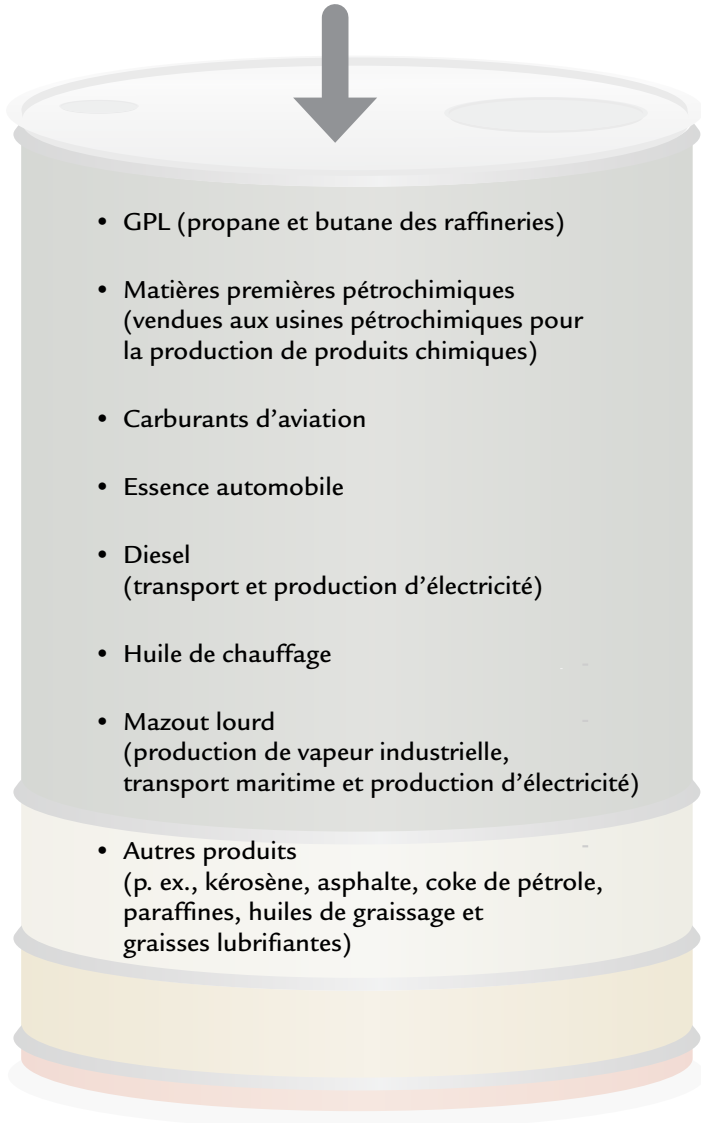 • GPL (propane et butane des raffineries)
• Matières premières pétrochimiques
(vendues aux usines pétrochimiques pour
la production de produits chimiques)
• Carburants d’aviation
• Essence automobile
• Diesel
(transport et production d’électricité)
• Huile de chauffage
• Mazout lourd
(production de vapeur industrielle,
transport maritime et production d’électricité)
• Autres produits
(p. ex., kérosène, asphalte, coke de pétrole,
paraffines, huiles de graissage et
graisses lubrifiantes)